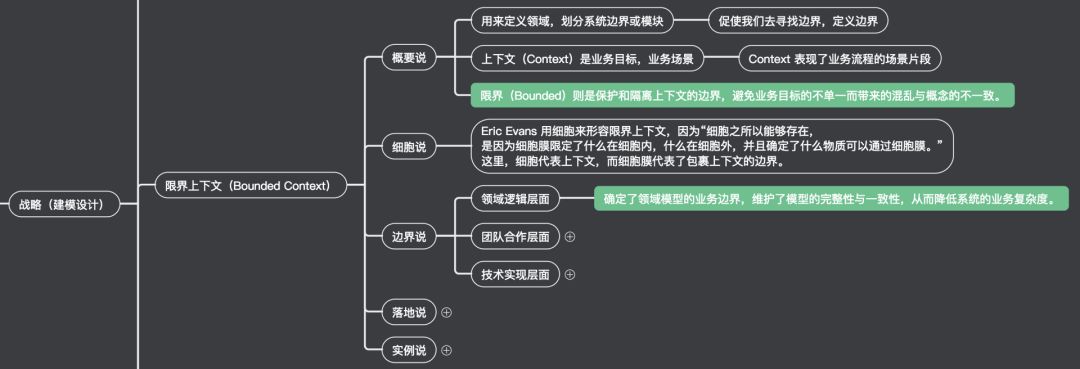 战略（建模设计）
限界上下文（Bounded Context）
概要说
用来定义领域，划分系统边界或模块
促使我们去寻找边界，定义边界
上下文（Context）是业务目标，业务场景
Context 表现了业务流程的场景片段
限界（Bounded）则是保护和隔离上下文的边界，避免业务目标的不单一而带来的混乱与概念的不一致。
细胞说
Eric Evans 用细胞来形容限界上下文，因为“细胞之所以能够存在，
是因为细胞膜限定了什么在细胞内，什么在细胞外，并且确定了什么物质可以通过细胞膜。”
这里，细胞代表上下文，而细胞膜代表了包裹上下文的边界。
边界说
领域逻辑层面
确定了领域模型的业务边界，维护了模型的完整性与一致性，从而降低系统的业务复杂度。
团队合作层面
技术实现层面
落地说
实例说